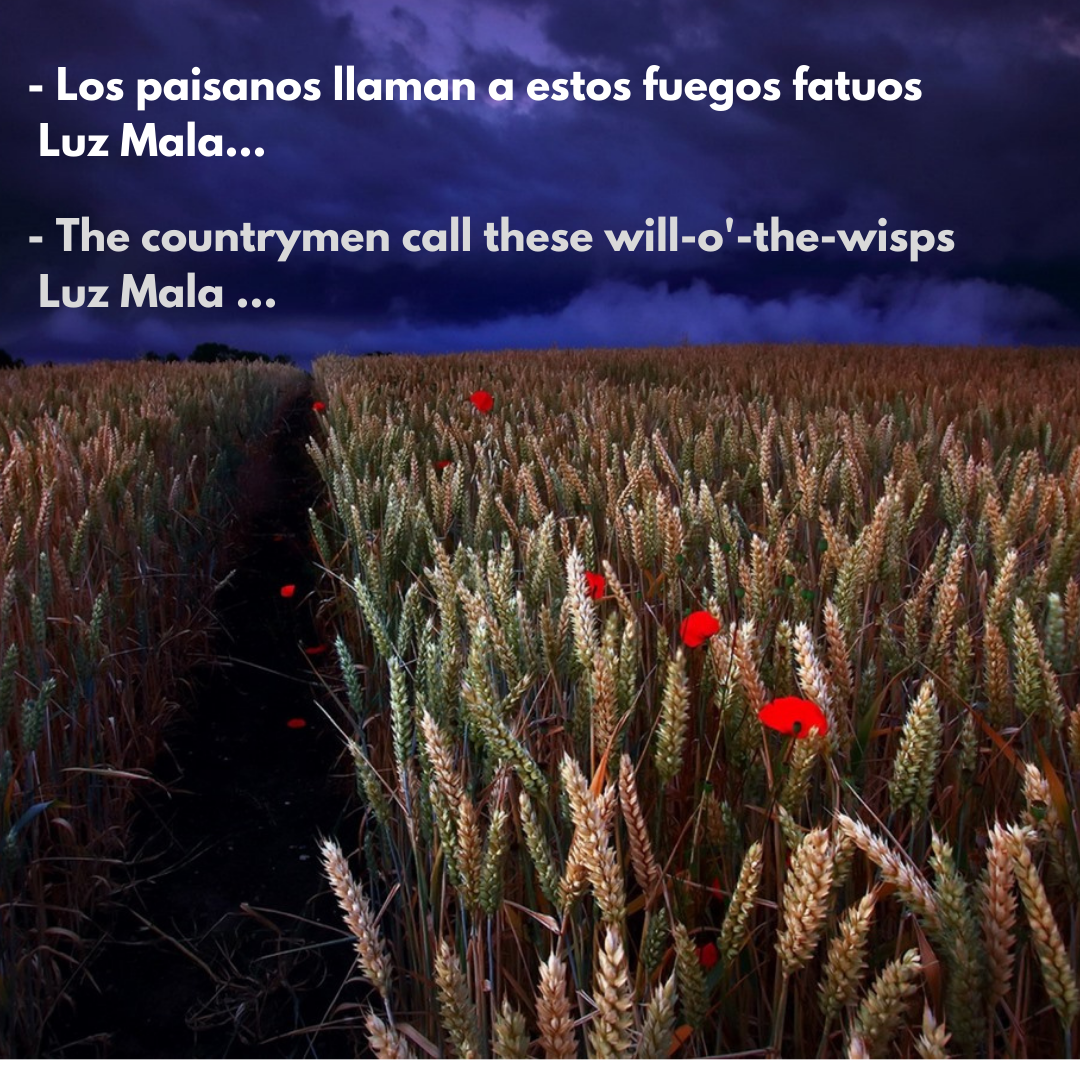 - Los paisanos llaman a estos fuegos fatuos
Luz Mala...
- The countrymen call these will-o'-the-wisps
Luz Mala ...